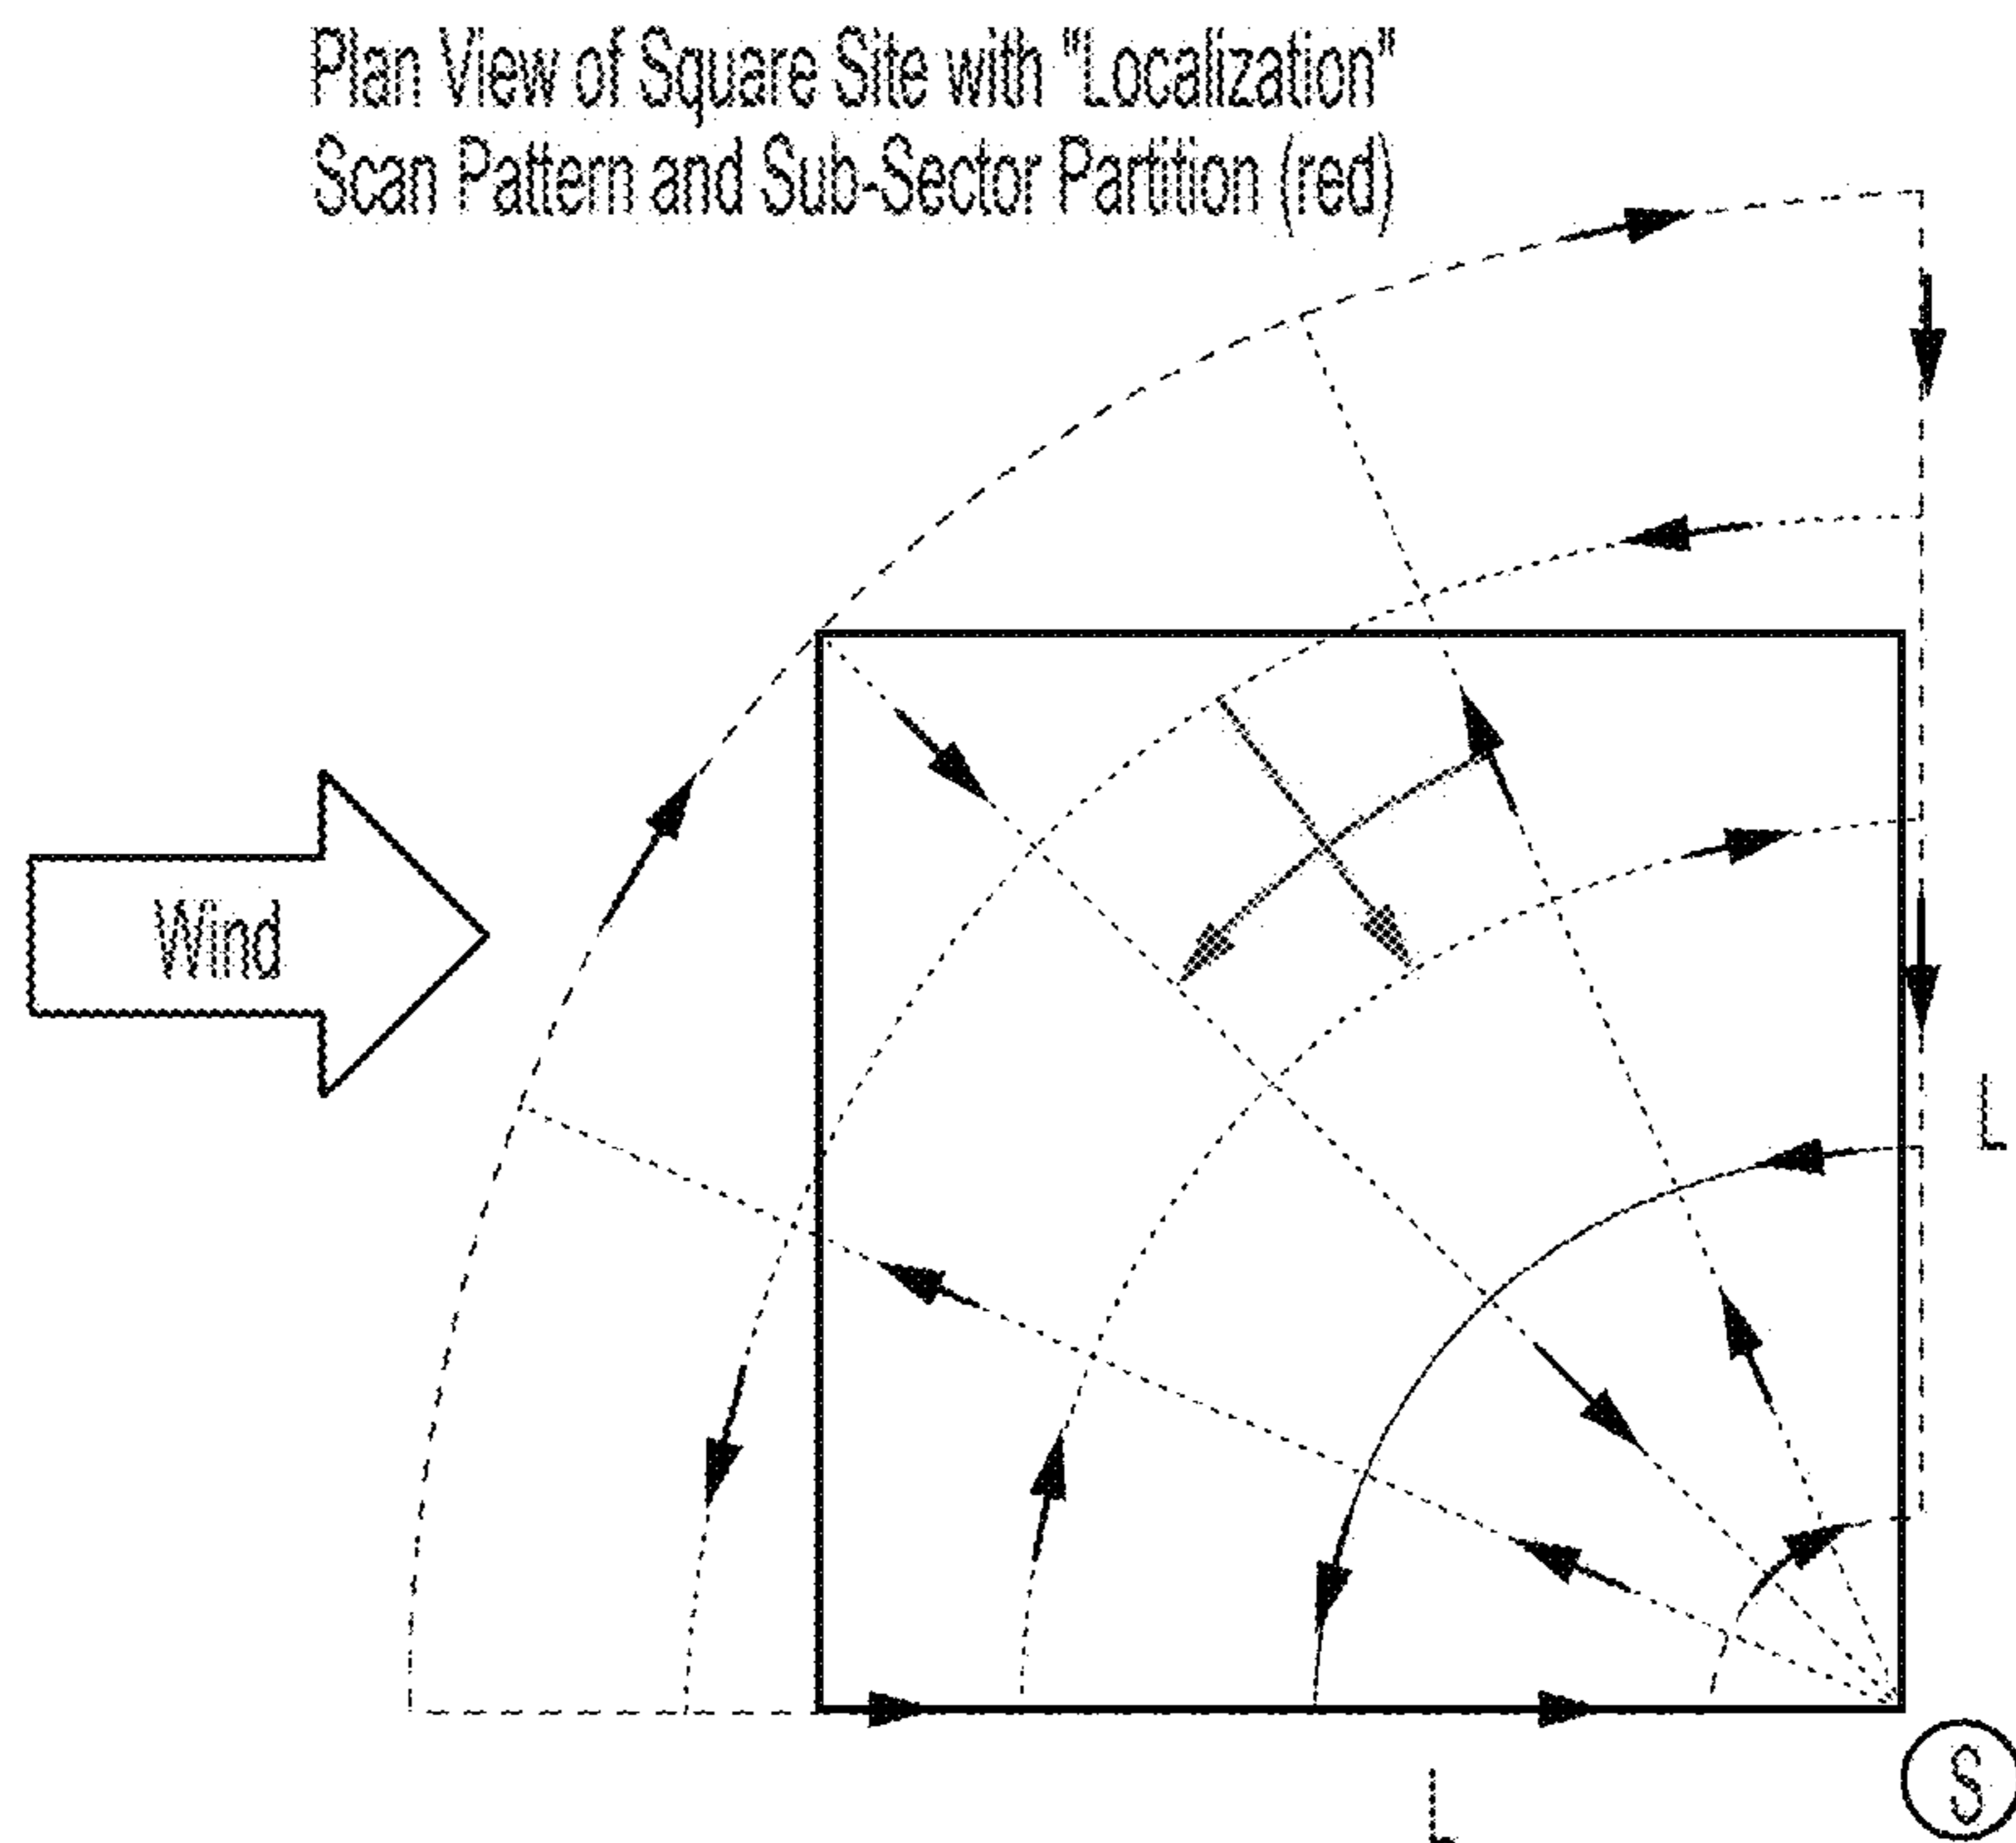 Plan View of Square Site with "Localization"
Scan Pattern and Sub-Sector Partition (red)
Wind
L
L
S